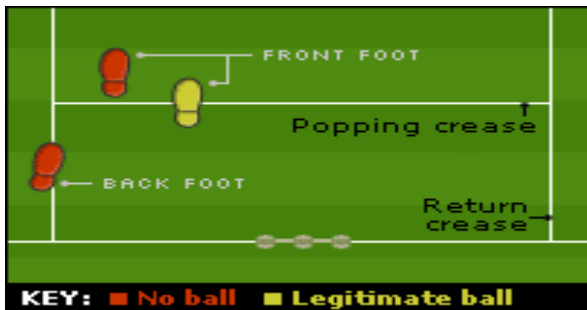 FRONT FOOT
Popping crease
BACK FOOT
Return
crease
KEY: No ball Legitimate ball